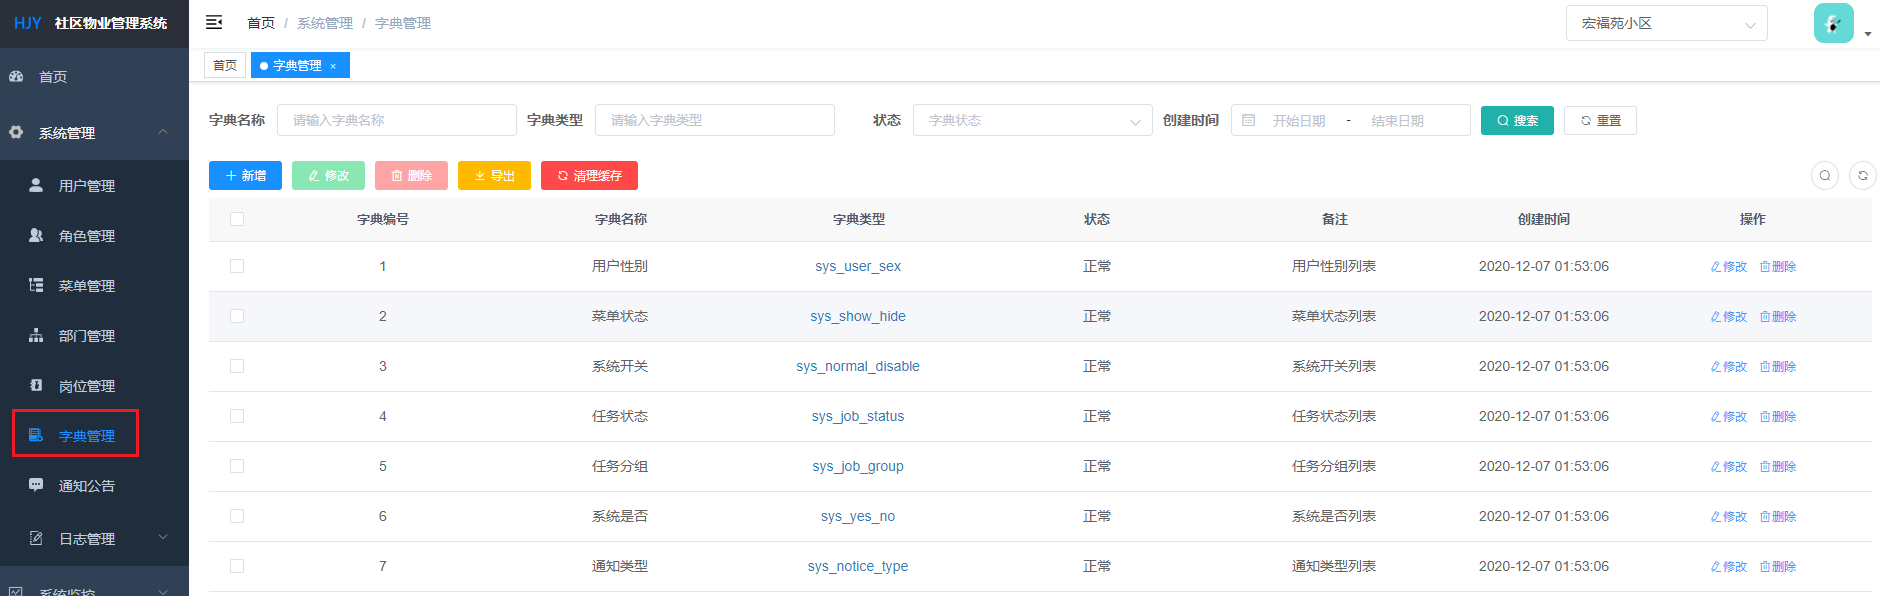 HJY 社区物业管理系统
首页 / 系统管理 / 字典管理
宏福苑小区
首页
字典管理 ×
首页
系统管理
用户管理
角色管理
菜单管理
部门管理
岗位管理
字典管理
通知公告
日志管理
系统监控
字典名称 请输入字典名称 字典类型 请输入字典类型 状态 字典状态 创建时间 开始日期 - 结束日期 搜索 重置
新增 修改 删除 导出 清理缓存
字典编号 字典名称 字典类型 状态 备注 创建时间 操作
1 用户性别 sys_user_sex 正常 用户性别列表 2020-12-07 01:53:06 修改 删除
2 菜单状态 sys_show_hide 正常 菜单状态列表 2020-12-07 01:53:06 修改 删除
3 系统开关 sys_normal_disable 正常 系统开关列表 2020-12-07 01:53:06 修改 删除
4 任务状态 sys_job_status 正常 任务状态列表 2020-12-07 01:53:06 修改 删除
5 任务分组 sys_job_group 正常 任务分组列表 2020-12-07 01:53:06 修改 删除
6 系统是否 sys_yes_no 正常 系统是否列表 2020-12-07 01:53:06 修改 删除
7 通知类型 sys_notice_type 正常 通知类型列表 2020-12-07 01:53:06 修改 删除